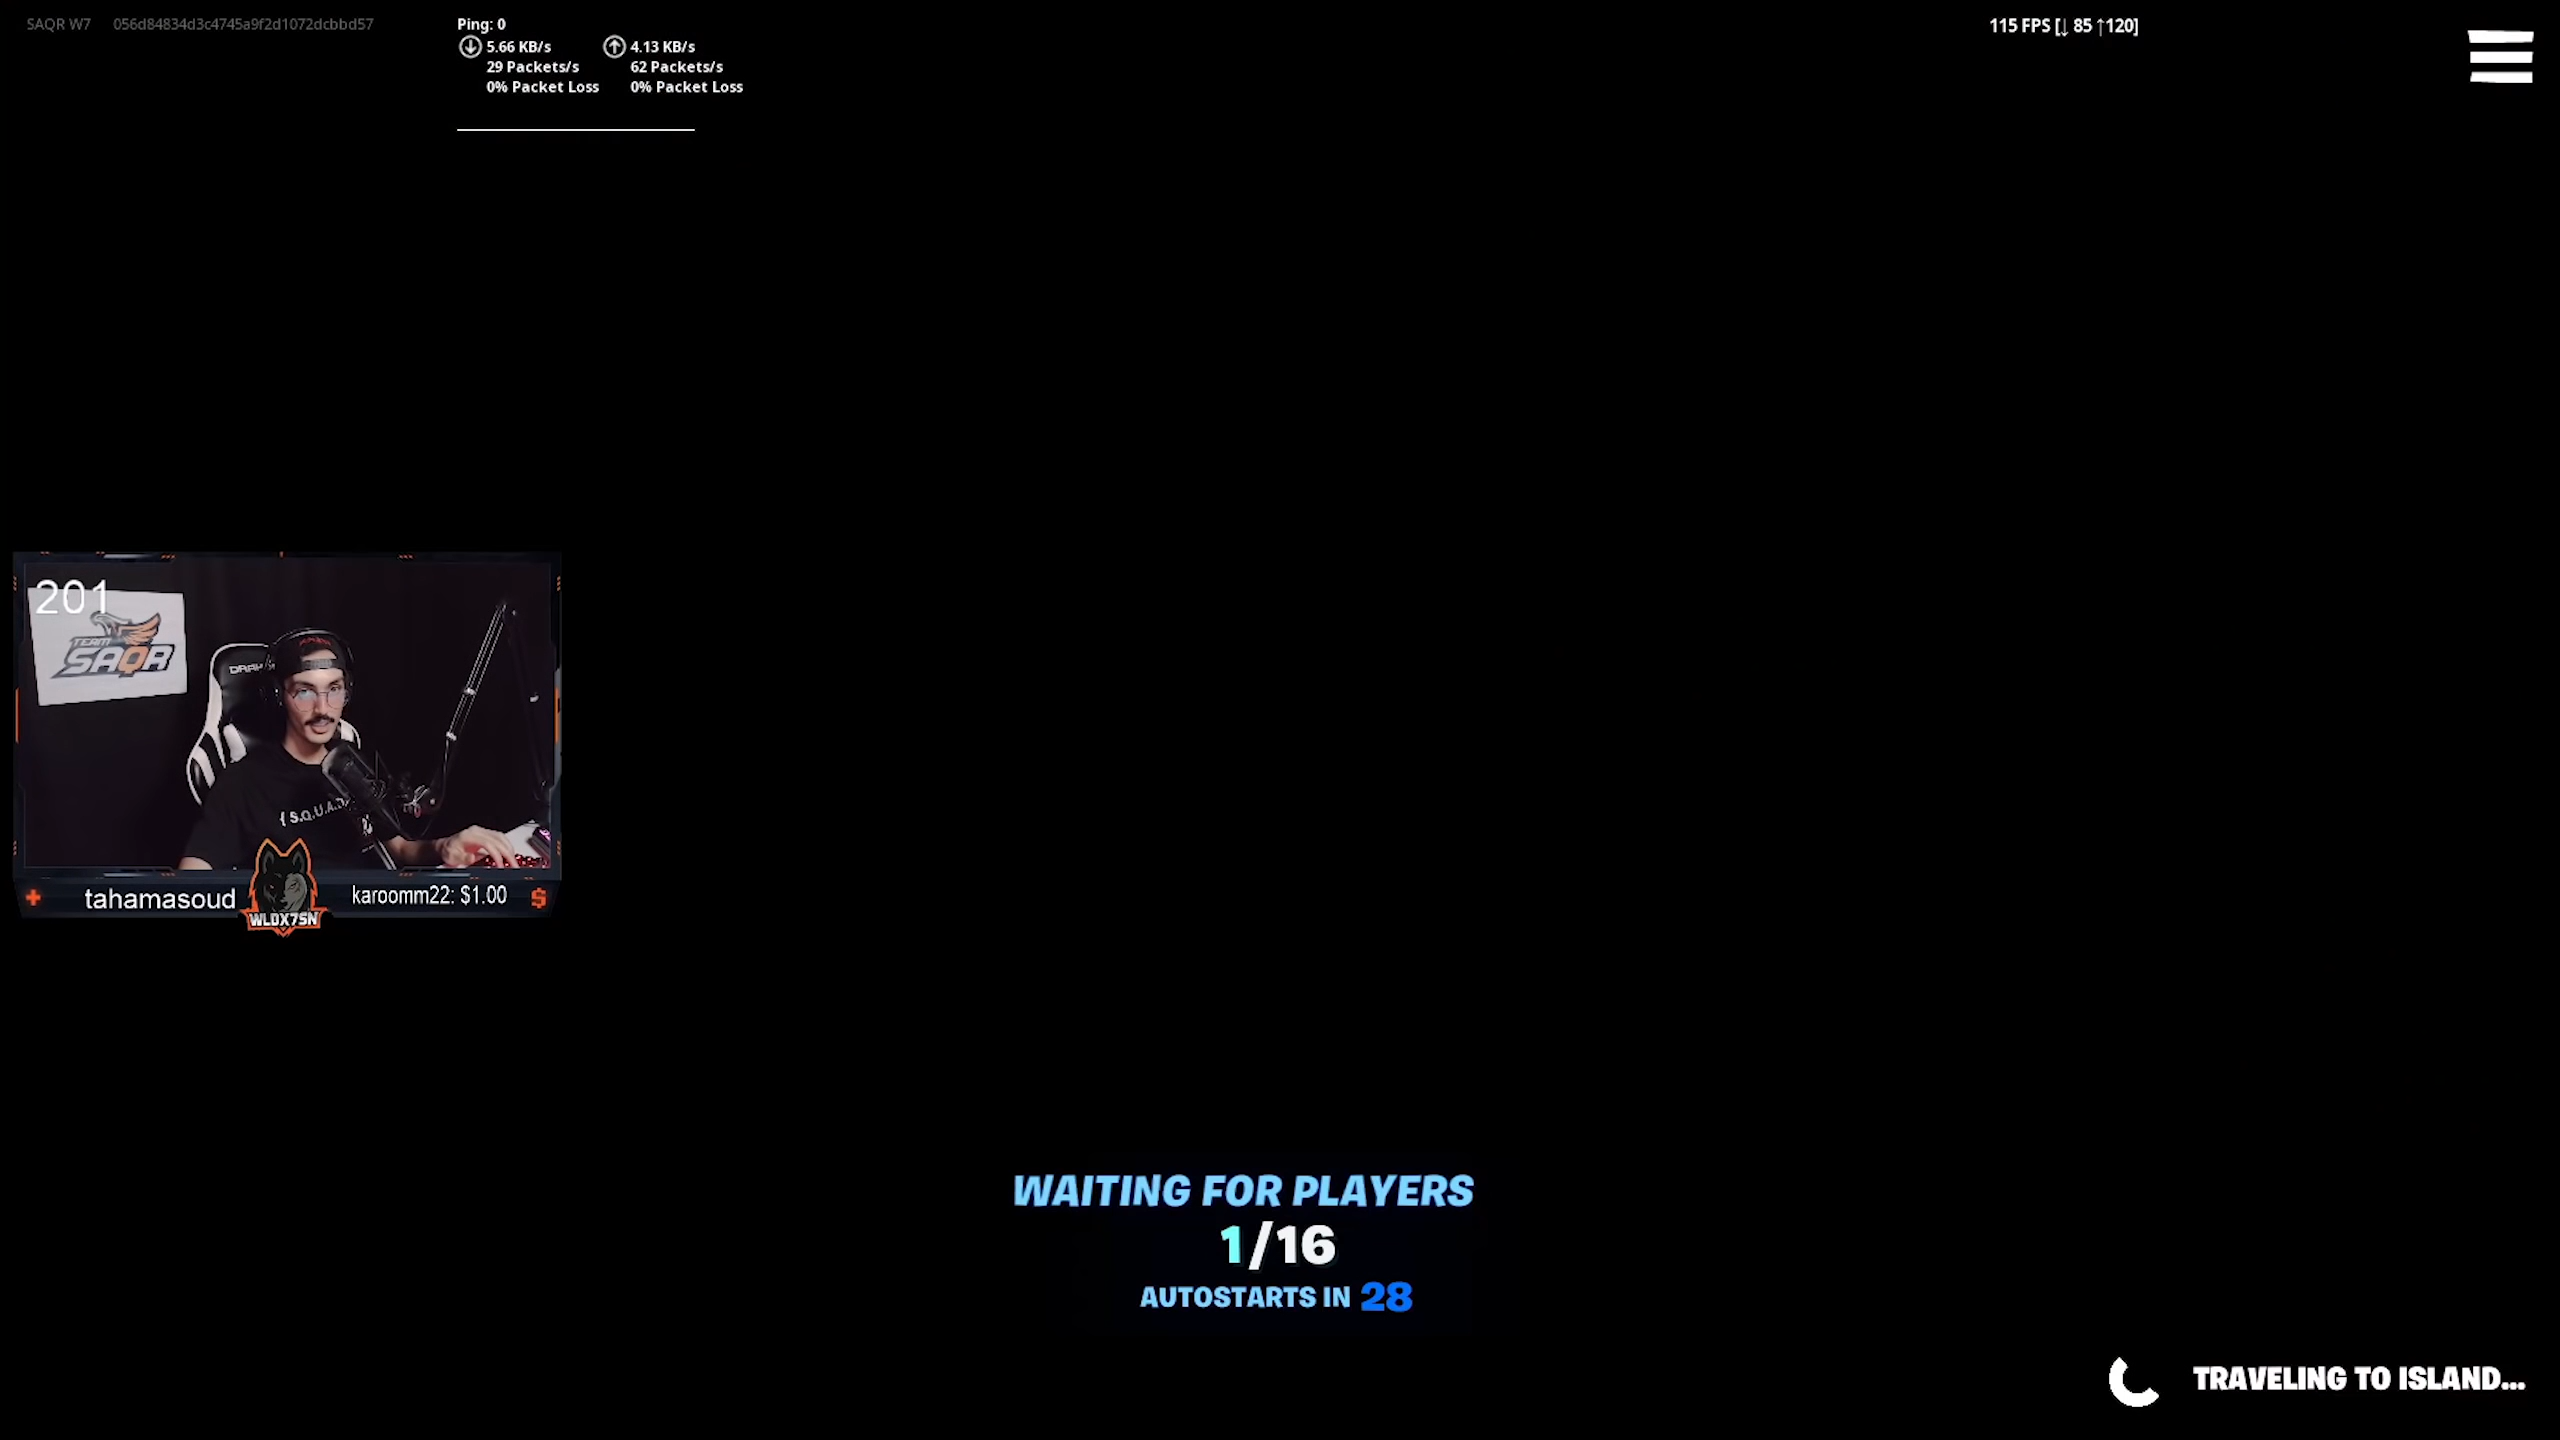 SAQR W7 056d84834d3c4745a9f2d1072dcbbd57
Ping: 0
5.66 KB/s 4.13 KB/s
29 Packets/s 62 Packets/s
0% Packet Loss 0% Packet Loss
115 FPS [↓ 85 ↑120]
201
TEAM
SAQR
{ S.Q.U.A.
tahamasoud
WLDX7SN
karoomm22: $1.00
WAITING FOR PLAYERS
1/16
AUTOSTARTS IN 28
TRAVELING TO ISLAND...